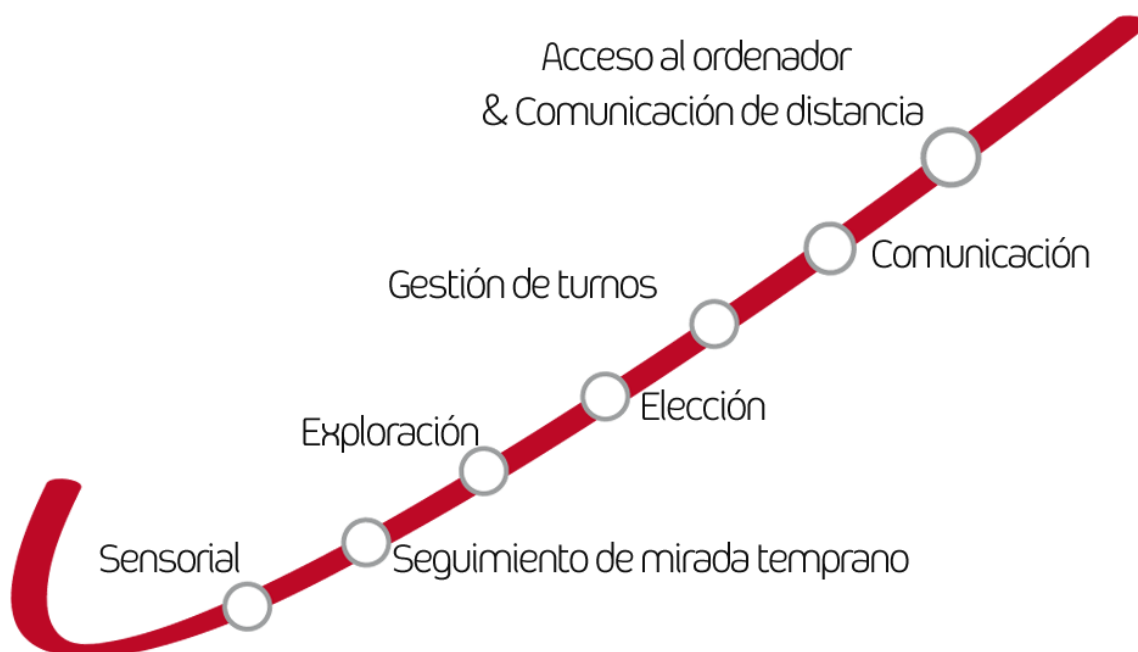 Acceso al ordenador
& Comunicación de distancia
Comunicación
Gestión de turnos
Elección
Exploración
Sensorial
Seguimiento de mirada temprano